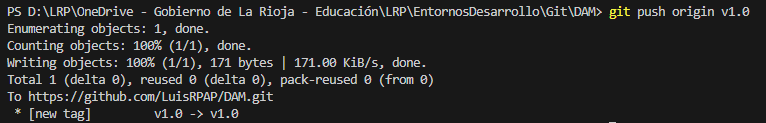 PS D:\LRP\OneDrive - Gobierno de La Rioja - Educación\LRP\EntornosDesarrollo\Git\DAM> git push origin v1.0
Enumerating objects: 1, done.
Counting objects: 100% (1/1), done.
Writing objects: 100% (1/1), 171 bytes | 171.00 KiB/s, done.
Total 1 (delta 0), reused 0 (delta 0), pack-reused 0 (from 0)
To https://github.com/LuisRPAP/DAM.git
 * [new tag]         v1.0 -> v1.0